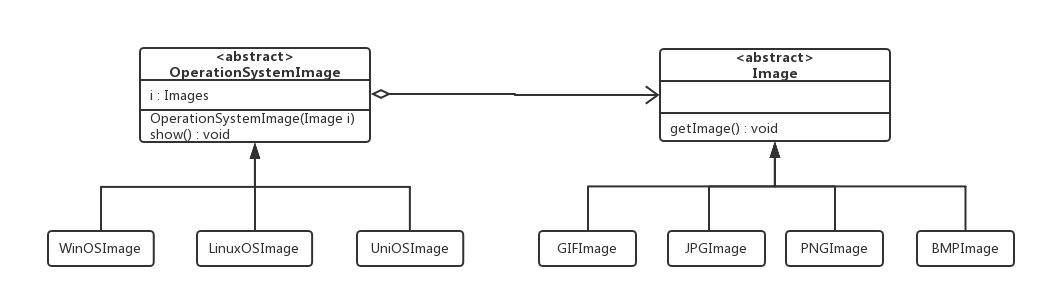 <abstract>
OperationSystemImage
i : Images
OperationSystemImage(Image i)
show() : void
<abstract>
Image
getImage() : void
WinOSImage
LinuxOSImage
UniOSImage
GIFImage
JPGImage
PNGImage
BMPImage